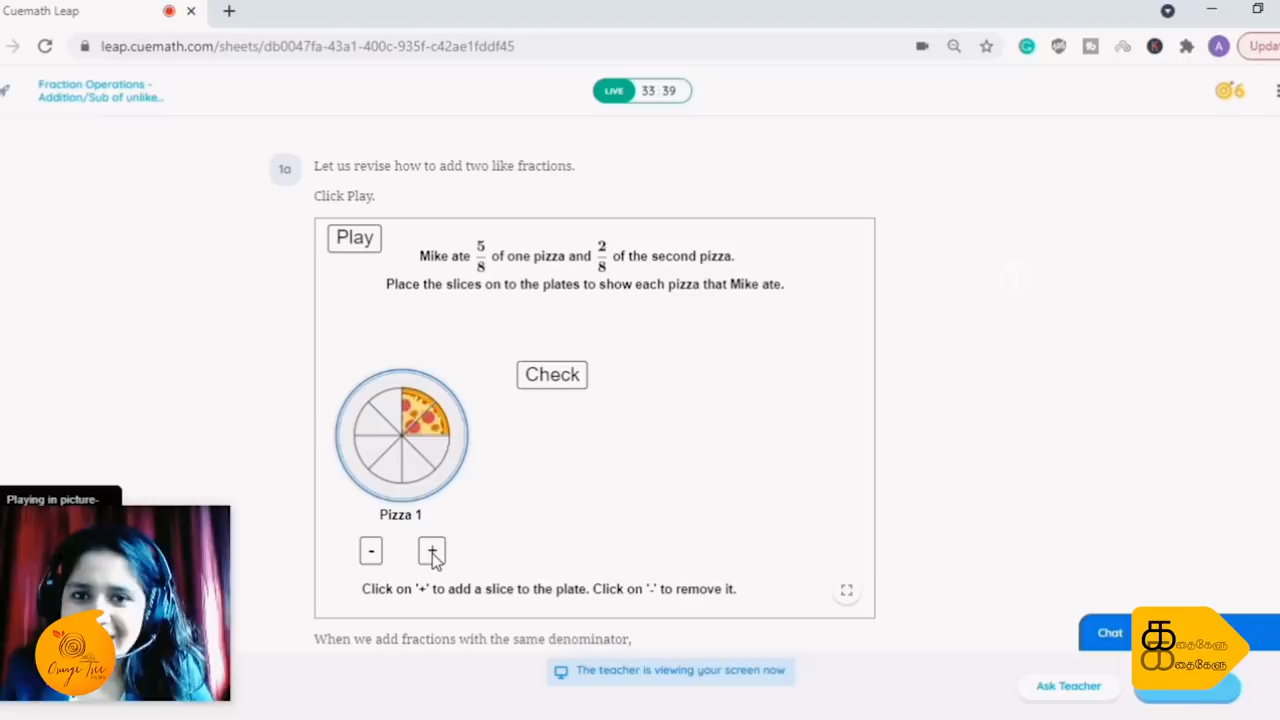 Cuemath Leap
leap.cuemath.com/sheets/db0047fa-43a1-400c-935f-c42ae1fddf45
Updat
Fraction Operations -
Addition/Sub of unlike...
LIVE 33:39
6
1a Let us revise how to add two like fractions.
Click Play.
Play
Mike ate 5/8 of one pizza and 2/8 of the second pizza.
Place the slices on to the plates to show each pizza that Mike ate.
Check
Pizza 1
- +
Click on '+' to add a slice to the plate. Click on '-' to remove it.
When we add fractions with the same denominator,
Playing in picture-
The teacher is viewing your screen now
Chat
Ask Teacher
Orange Tree
கதைகேளு
கதைகேளு